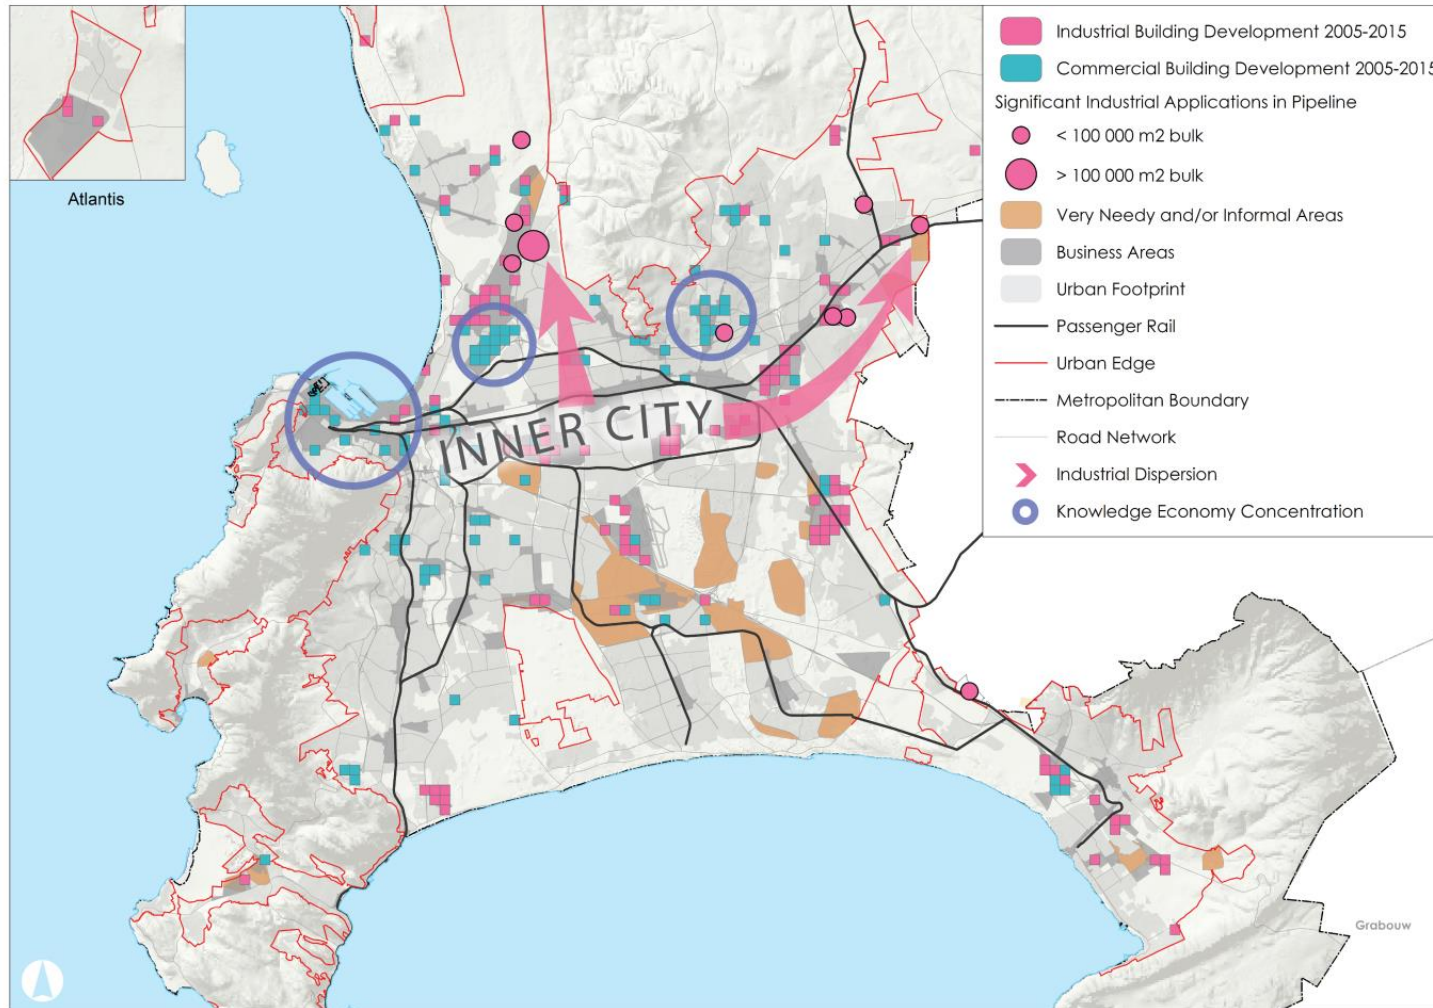 Atlantis
Industrial Building Development 2005-2015
Commercial Building Development 2005-2015
Significant Industrial Applications in Pipeline
< 100 000 m2 bulk
> 100 000 m2 bulk
Very Needy and/or Informal Areas
Business Areas
Urban Footprint
Passenger Rail
Urban Edge
Metropolitan Boundary
Road Network
Industrial Dispersion
Knowledge Economy Concentration
INNER CITY
Grabouw